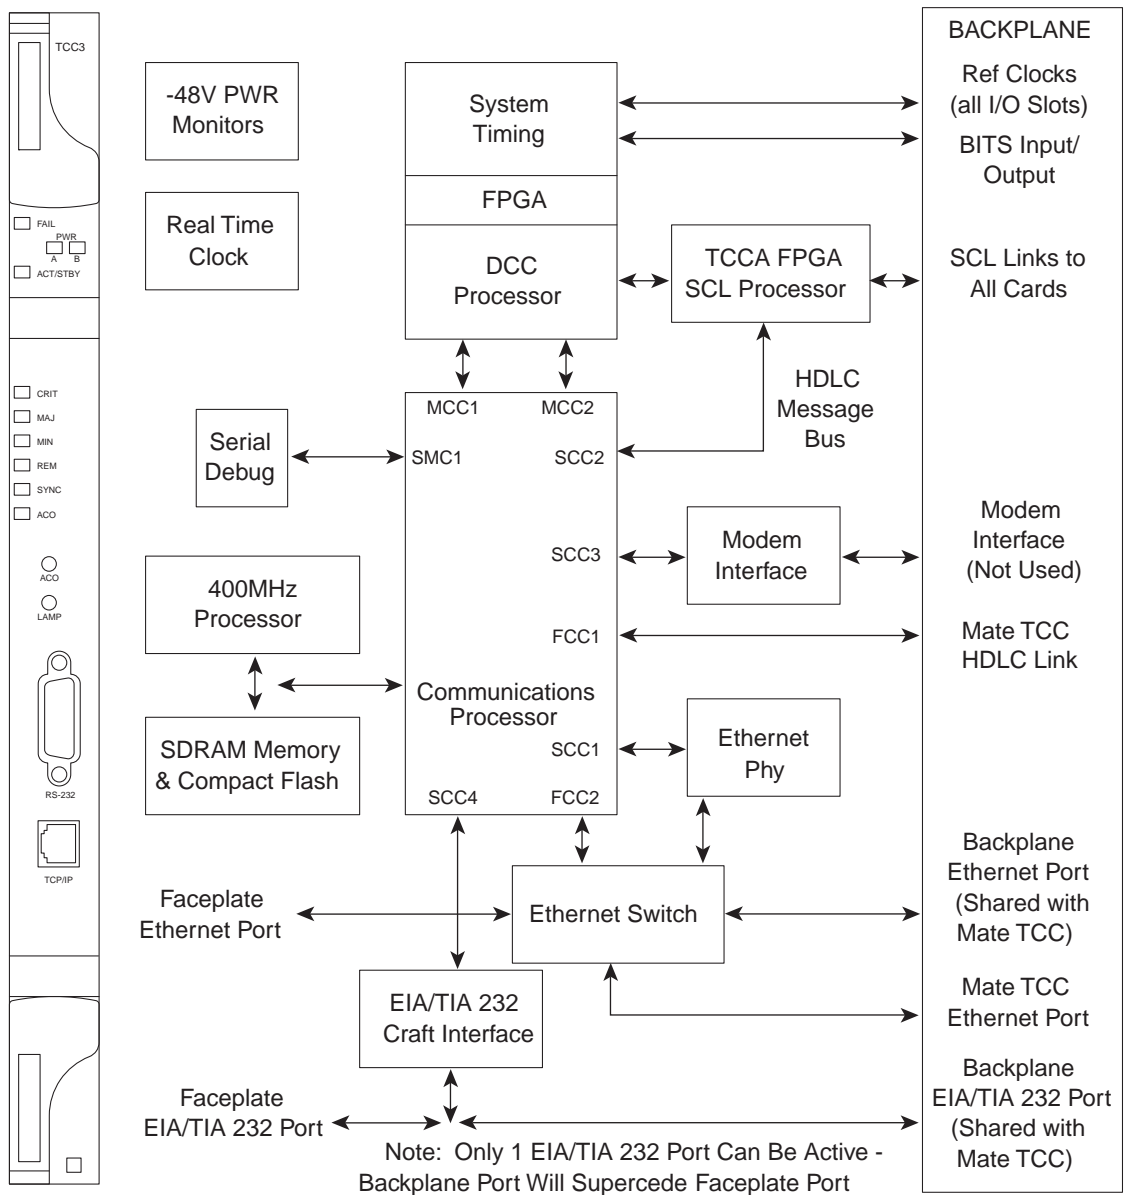 TCC3
FAIL
PWR
A B
ACT/STBY
CRIT
MAJ
MIN
REM
SYNC
ACO
ACO
LAMP
RS-232
TCP/IP
-48V PWR
Monitors
Real Time
Clock
System
Timing
FPGA
DCC
Processor
TCCA FPGA
SCL Processor
HDLC
Message
Bus
MCC1 MCC2
SMC1 SCC2
Serial
Debug
SCC3
Modem
Interface
400MHz
Processor
FCC1
Communications
Processor
SDRAM Memory
& Compact Flash
SCC1
Ethernet
Phy
SCC4 FCC2
Faceplate
Ethernet Port
Ethernet Switch
EIA/TIA 232
Craft Interface
Faceplate
EIA/TIA 232 Port
Note: Only 1 EIA/TIA 232 Port Can Be Active -
Backplane Port Will Supercede Faceplate Port
BACKPLANE
Ref Clocks
(all I/O Slots)
BITS Input/
Output
SCL Links to
All Cards
Modem
Interface
(Not Used)
Mate TCC
HDLC Link
Backplane
Ethernet Port
(Shared with
Mate TCC)
Mate TCC
Ethernet Port
Backplane
EIA/TIA 232 Port
(Shared with
Mate TCC)